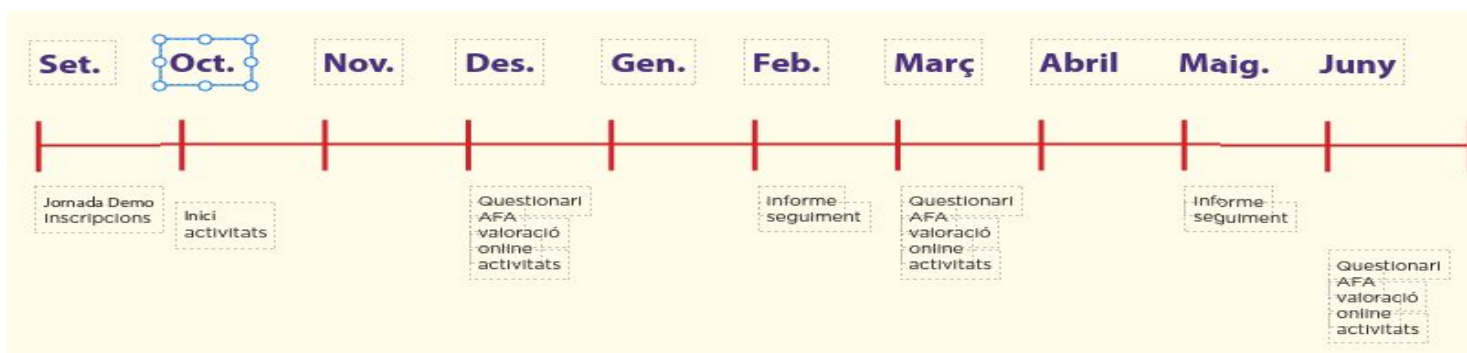 Set. Oct. Nov. Des. Gen. Feb. Març Abril Maig. Juny
Jornada Demo
Inscripcions
Inici
activitats
Questionari
AFA
valoració
online
activitats
Informe
seguiment
Questionari
AFA
valoració
online
activitats
Informe
seguiment
Questionari
AFA
valoració
online
activitats